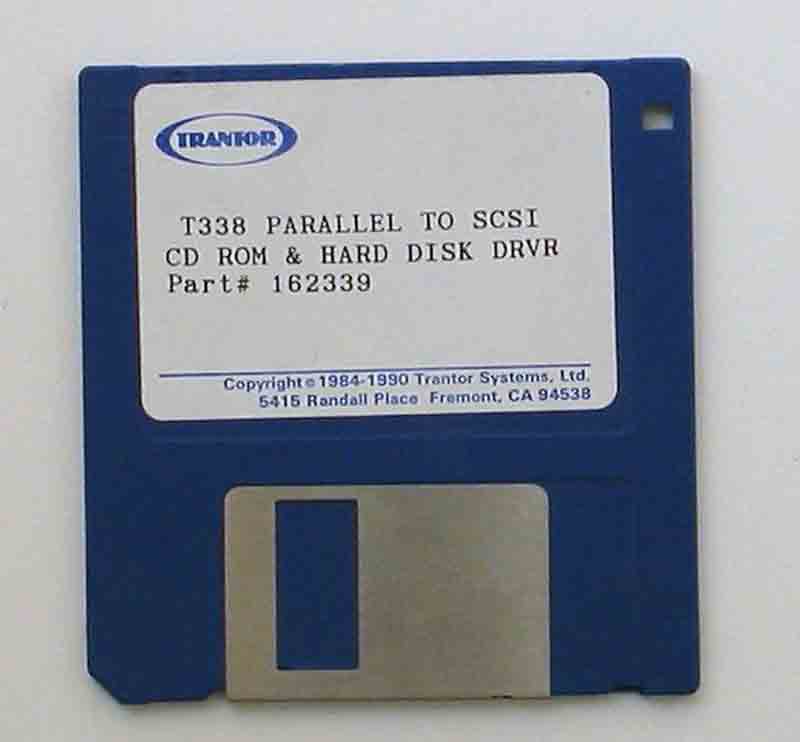 TRANTOR
T338 PARALLEL TO SCSI
CD ROM & HARD DISK DRVR
Part# 162339
Copyright © 1984-1990 Trantor Systems, Ltd.
5415 Randall Place Fremont, CA 94538